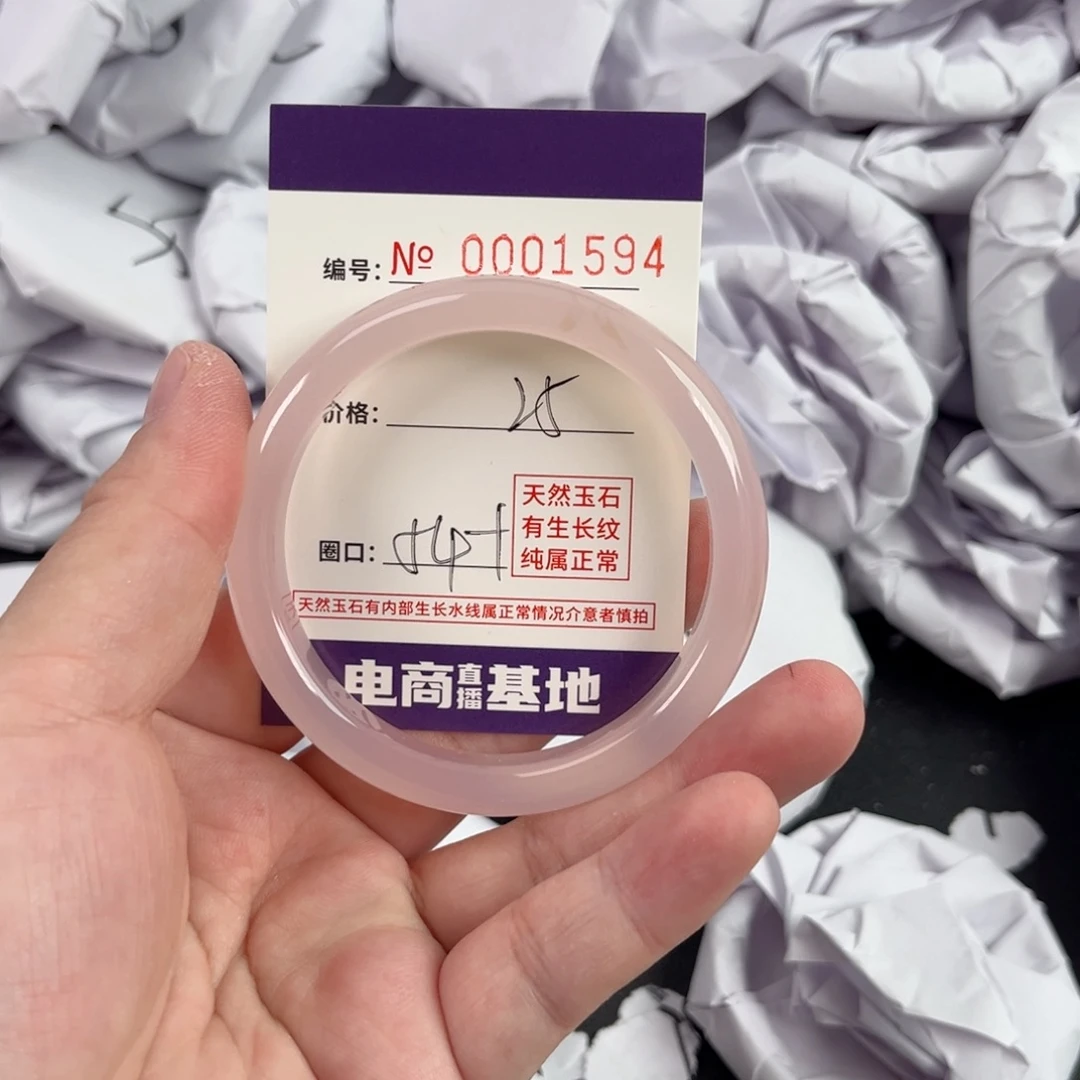 编号: № 0001594
价格:
圈口: 54+
天然玉石
有生长纹
纯属正常
天然玉石有内部生长水线属正常情况介意者慎拍
电商直播基地